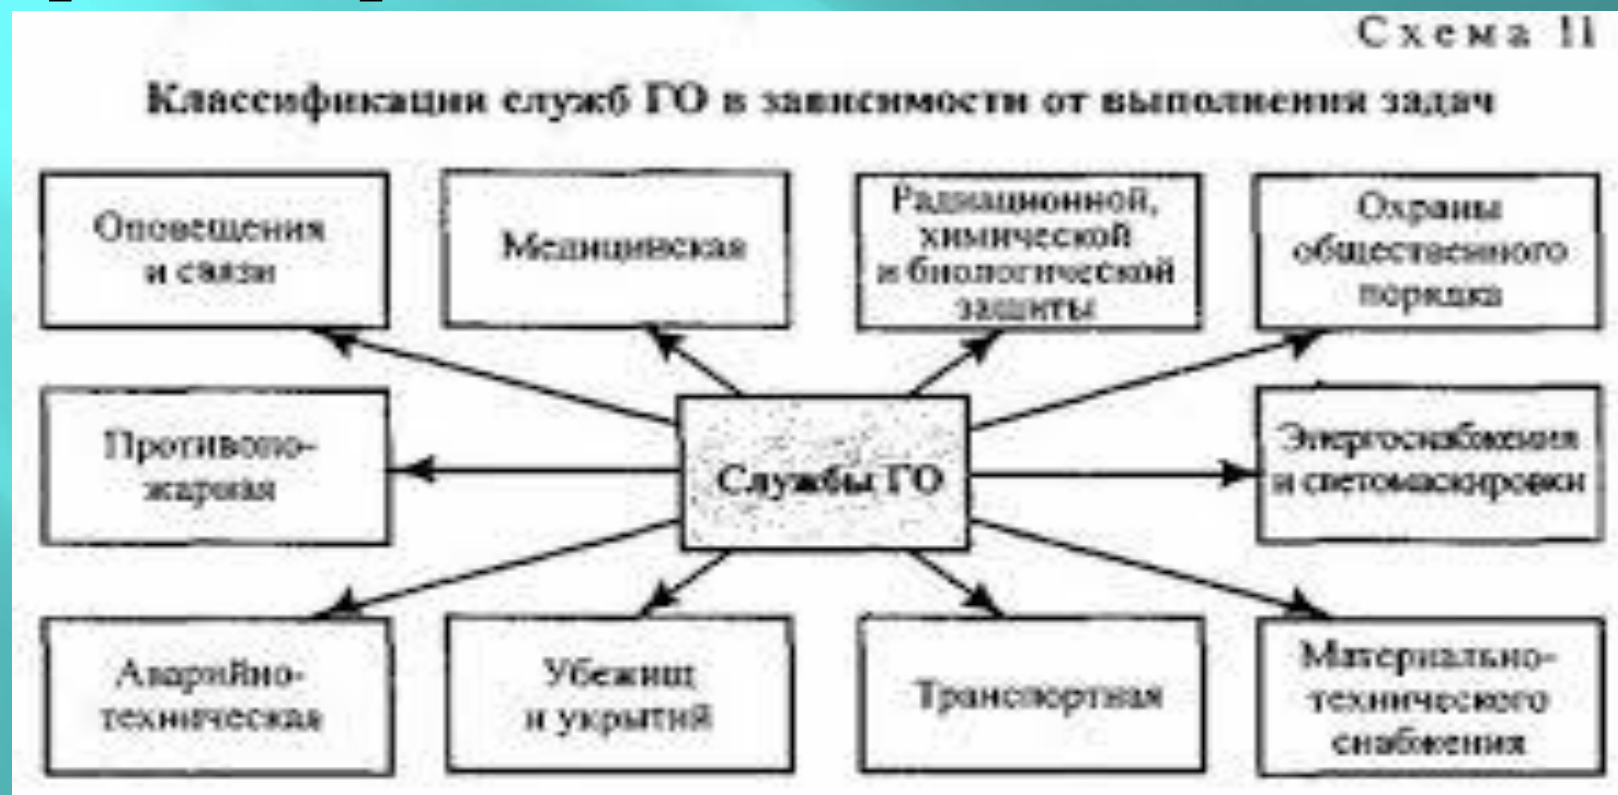 Схема 11
Классификация служб ГО в зависимости от выполнения задач
Оповещения
и связи
Медицинская
Радиационной,
химической
и биологической
защиты
Охраны
общественного
порядка
Противопо-
жарная
Службы ГО
Энергоснабжения
и светомаскировки
Аварийно-
техническая
Убежищ
и укрытий
Транспортная
Материально-
технического
снабжения